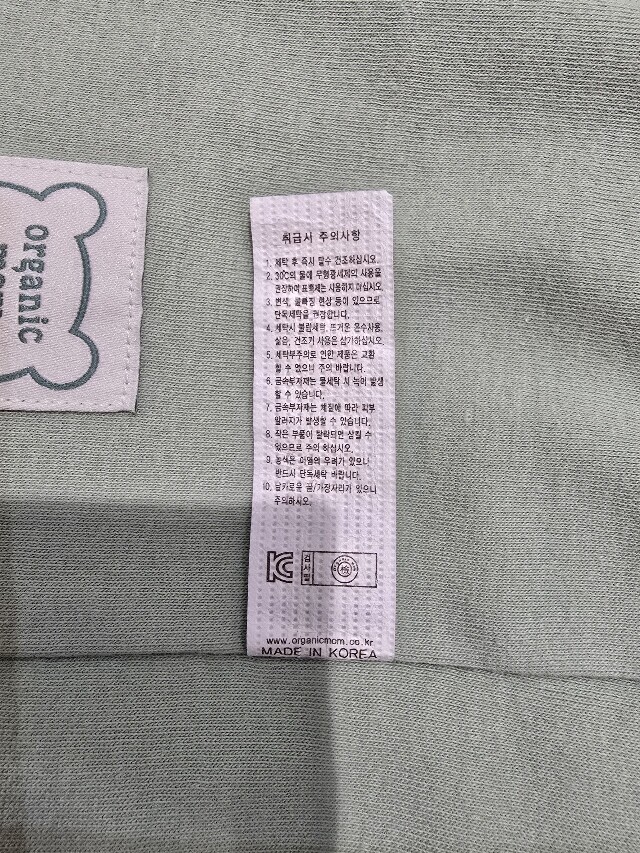 organic
mom
취급시 주의사항
1. 세탁 후 즉시 탈수 건조하십시오.
2. 30℃의 물에 무형광세제의 사용을
권장하며 표백제는 사용하지 마십시오.
3. 변색, 물빠짐 현상 등이 있으므로
단독세탁을 권장합니다.
4. 세탁시 불림세탁, 뜨거운 온수사용,
삶음, 건조기 사용은 삼가하십시오.
5. 세탁부주의로 인한 제품은 교환
할 수 없으니 주의 바랍니다.
6. 금속부자재는 물세탁 시 녹이 발생
할 수 있습니다.
7. 금속부자재는 체질에 따라 피부
알러지가 발생할 수 있습니다.
8. 작은 부품이 탈락되면 삼킬 수
있으므로 주의 하십시오.
9. 농색은 이염의 우려가 있으니
반드시 단독세탁 바랍니다.
10. 날카로운 끝/가장자리가 있으니
주의하시오.
KC 검사필 檢
www.organicmom.co.kr
MADE IN KOREA